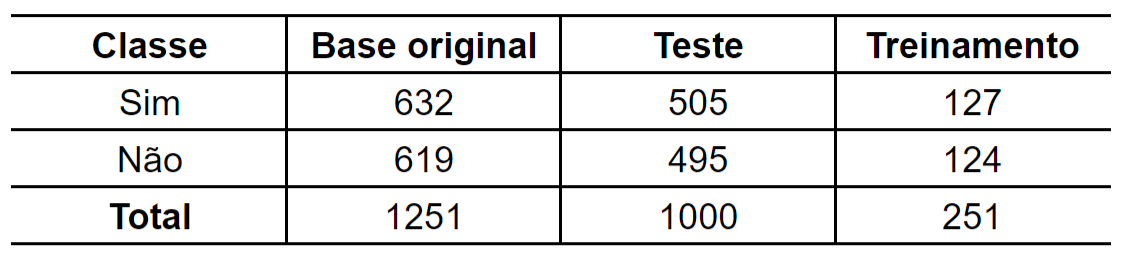 Classe Base original Teste Treinamento
Sim 632 505 127
Não 619 495 124
Total 1251 1000 251